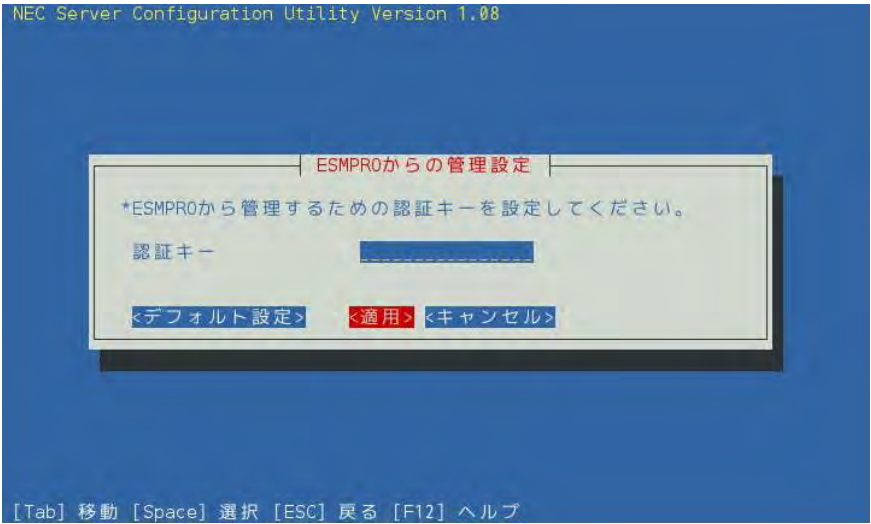 NEC Server Configuration Utility Version 1.08
ESMPROからの管理設定
*ESMPROから管理するための認証キーを設定してください。
認証キー ________________
<デフォルト設定> <適用> <キャンセル>
[Tab] 移動 [Space] 選択 [ESC] 戻る [F12] ヘルプ